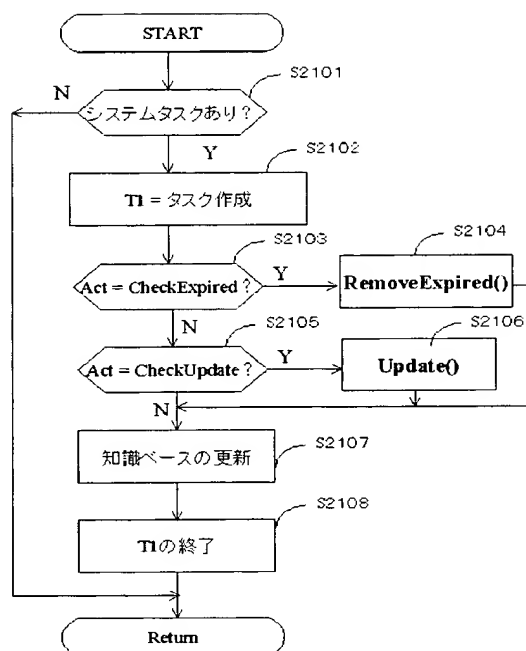 START
S2101
N
システムタスクあり？
Y
S2102
T1 = タスク作成
S2103
S2104
Act = CheckExpired ?
Y
RemoveExpired()
N
S2105
S2106
Act = CheckUpdate ?
Y
Update()
N
S2107
知識ベースの更新
S2108
T1の終了
Return